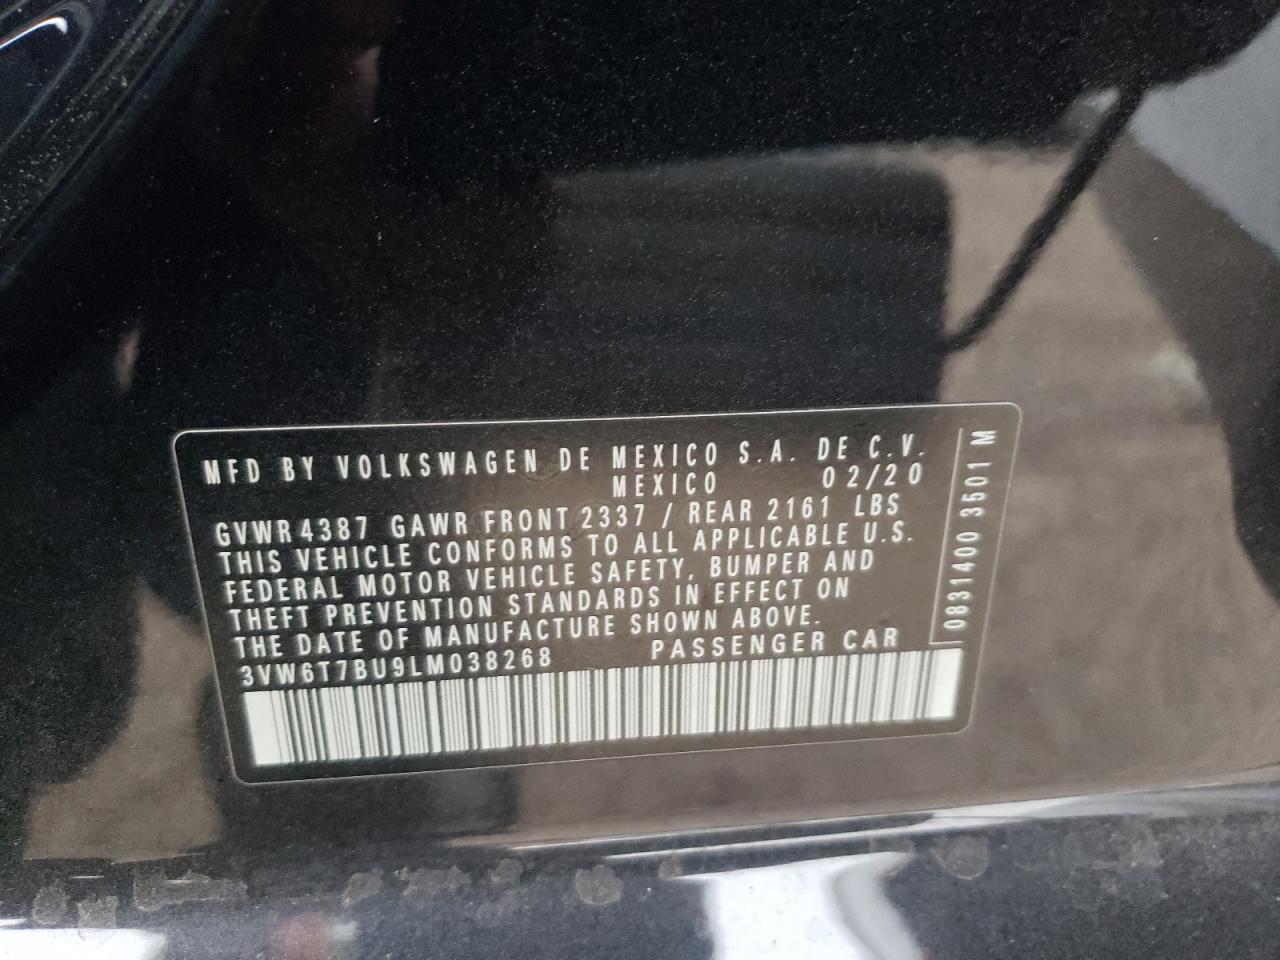 MFD BY VOLKSWAGEN DE MEXICO S.A. DE C.V.
MEXICO 02/20
GVWR 4387 GAWR FRONT 2337 / REAR 2161 LBS
THIS VEHICLE CONFORMS TO ALL APPLICABLE U.S.
FEDERAL MOTOR VEHICLE SAFETY, BUMPER AND
THEFT PREVENTION STANDARDS IN EFFECT ON
THE DATE OF MANUFACTURE SHOWN ABOVE.
3VW6T7BU9LM038268 PASSENGER CAR
0831400 3501 M